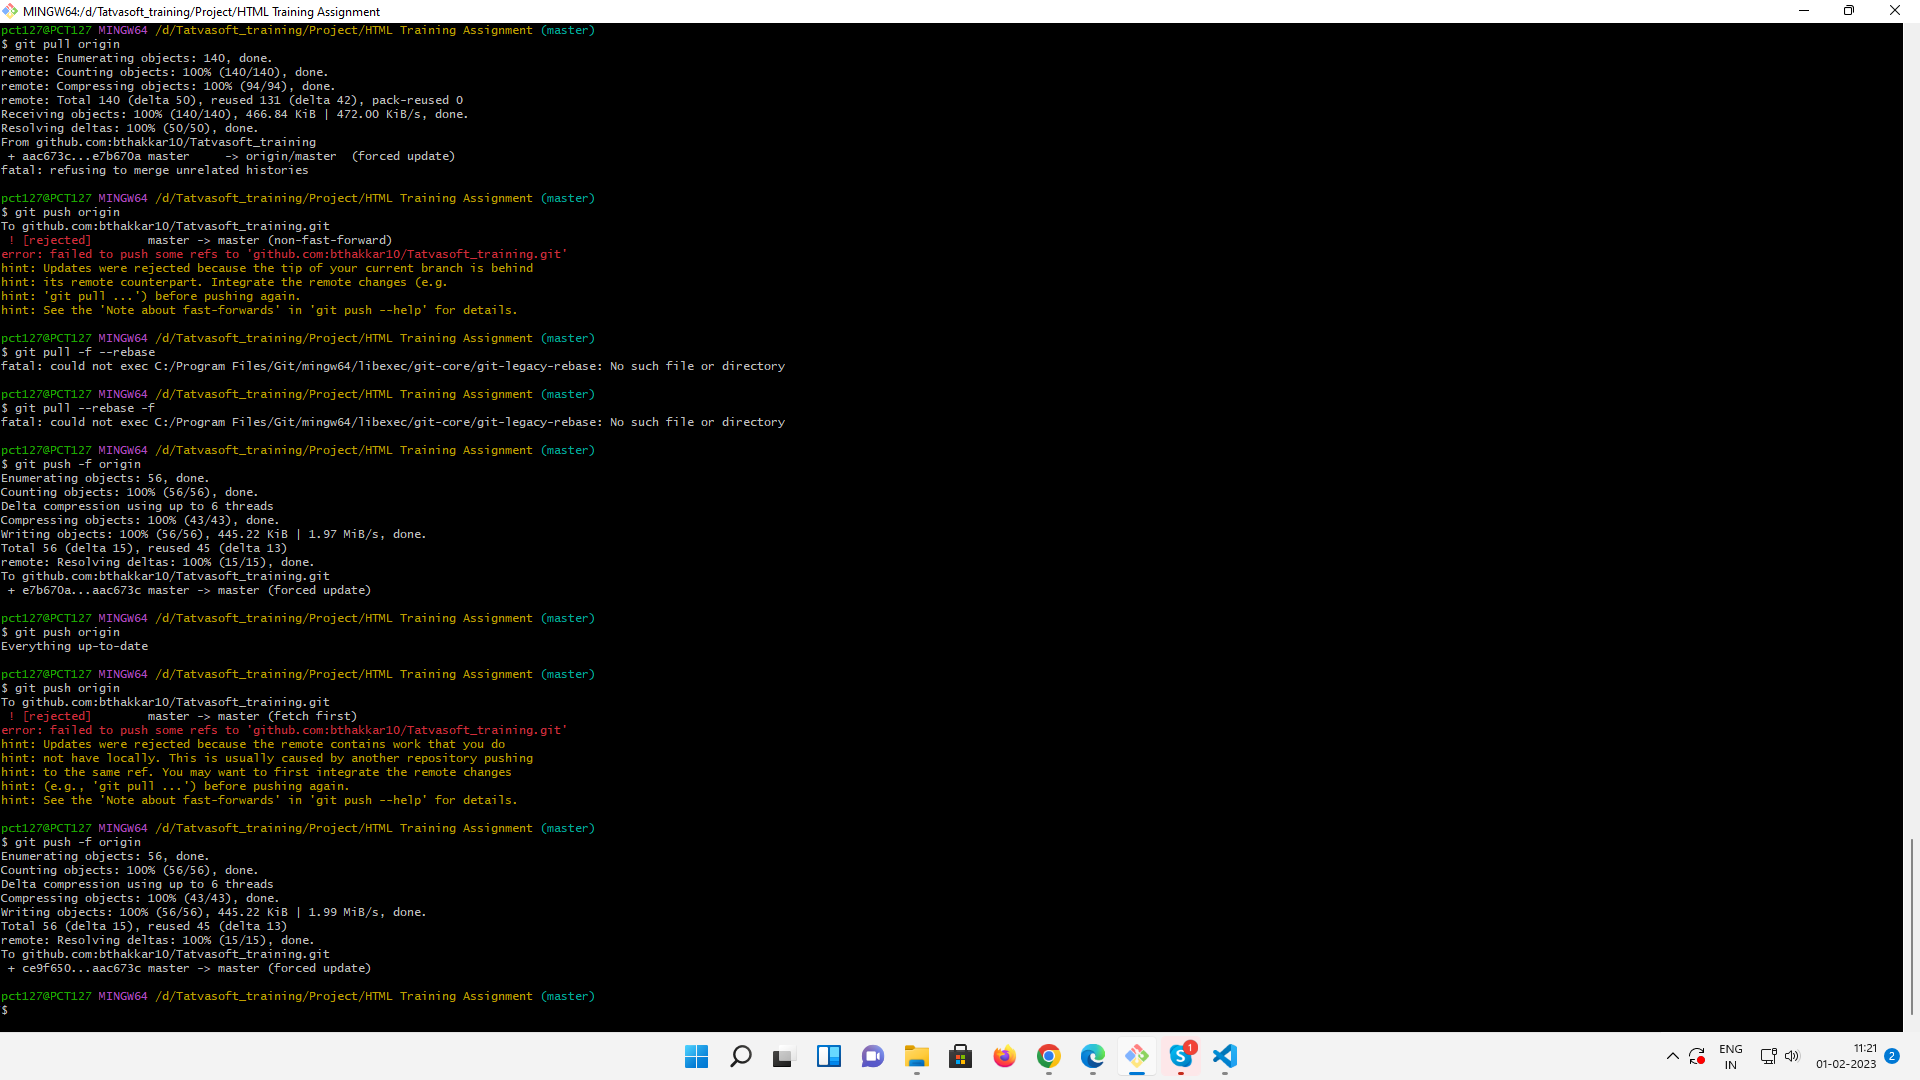 MINGW64:/d/Tatvasoft_training/Project/HTML Training Assignment
pct127@PCT127 MINGW64 /d/Tatvasoft_training/Project/HTML Training Assignment (master)
$ git pull origin
remote: Enumerating objects: 140, done.
remote: Counting objects: 100% (140/140), done.
remote: Compressing objects: 100% (94/94), done.
remote: Total 140 (delta 50), reused 131 (delta 42), pack-reused 0
Receiving objects: 100% (140/140), 466.84 KiB | 472.00 KiB/s, done.
Resolving deltas: 100% (50/50), done.
From github.com:bthakkar10/Tatvasoft_training
 + aac673c...e7b670a master     -> origin/master  (forced update)
fatal: refusing to merge unrelated histories
pct127@PCT127 MINGW64 /d/Tatvasoft_training/Project/HTML Training Assignment (master)
$ git push origin
To github.com:bthakkar10/Tatvasoft_training.git
 ! [rejected]        master -> master (non-fast-forward)
error: failed to push some refs to 'github.com:bthakkar10/Tatvasoft_training.git'
hint: Updates were rejected because the tip of your current branch is behind
hint: its remote counterpart. Integrate the remote changes (e.g.
hint: 'git pull ...') before pushing again.
hint: See the 'Note about fast-forwards' in 'git push --help' for details.
pct127@PCT127 MINGW64 /d/Tatvasoft_training/Project/HTML Training Assignment (master)
$ git pull -f --rebase
fatal: could not exec C:/Program Files/Git/mingw64/libexec/git-core/git-legacy-rebase: No such file or directory
pct127@PCT127 MINGW64 /d/Tatvasoft_training/Project/HTML Training Assignment (master)
$ git pull --rebase -f
fatal: could not exec C:/Program Files/Git/mingw64/libexec/git-core/git-legacy-rebase: No such file or directory
pct127@PCT127 MINGW64 /d/Tatvasoft_training/Project/HTML Training Assignment (master)
$ git push -f origin
Enumerating objects: 56, done.
Counting objects: 100% (56/56), done.
Delta compression using up to 6 threads
Compressing objects: 100% (43/43), done.
Writing objects: 100% (56/56), 445.22 KiB | 1.97 MiB/s, done.
Total 56 (delta 15), reused 45 (delta 13)
remote: Resolving deltas: 100% (15/15), done.
To github.com:bthakkar10/Tatvasoft_training.git
 + e7b670a...aac673c master -> master (forced update)
pct127@PCT127 MINGW64 /d/Tatvasoft_training/Project/HTML Training Assignment (master)
$ git push origin
Everything up-to-date
pct127@PCT127 MINGW64 /d/Tatvasoft_training/Project/HTML Training Assignment (master)
$ git push origin
To github.com:bthakkar10/Tatvasoft_training.git
 ! [rejected]        master -> master (fetch first)
error: failed to push some refs to 'github.com:bthakkar10/Tatvasoft_training.git'
hint: Updates were rejected because the remote contains work that you do
hint: not have locally. This is usually caused by another repository pushing
hint: to the same ref. You may want to first integrate the remote changes
hint: (e.g., 'git pull ...') before pushing again.
hint: See the 'Note about fast-forwards' in 'git push --help' for details.
pct127@PCT127 MINGW64 /d/Tatvasoft_training/Project/HTML Training Assignment (master)
$ git push -f origin
Enumerating objects: 56, done.
Counting objects: 100% (56/56), done.
Delta compression using up to 6 threads
Compressing objects: 100% (43/43), done.
Writing objects: 100% (56/56), 445.22 KiB | 1.99 MiB/s, done.
Total 56 (delta 15), reused 45 (delta 13)
remote: Resolving deltas: 100% (15/15), done.
To github.com:bthakkar10/Tatvasoft_training.git
 + ce9f650...aac673c master -> master (forced update)
pct127@PCT127 MINGW64 /d/Tatvasoft_training/Project/HTML Training Assignment (master)
$
S 1
ENG
IN
11:21
01-02-2023
2